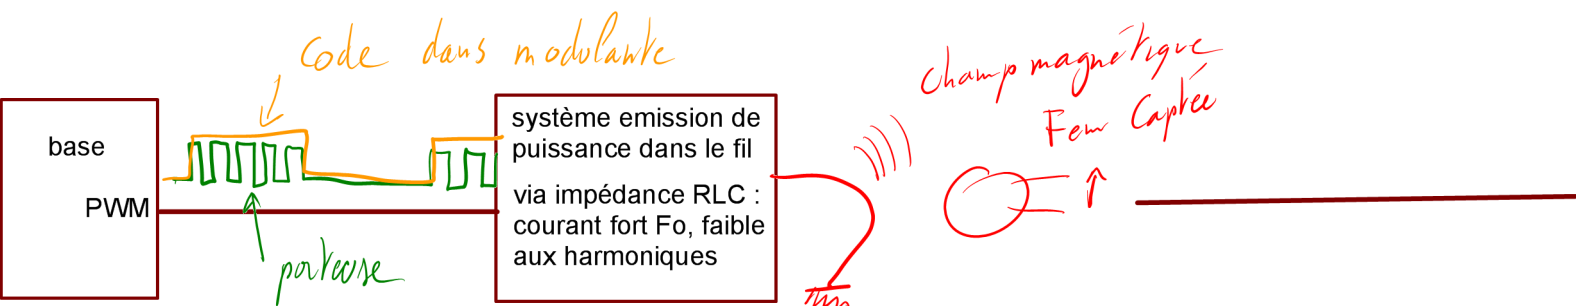 Code dans modulante
champ magnétique
Fem Captée
base
PWM
système emission de
puissance dans le fil
via impédance RLC :
courant fort Fo, faible
aux harmoniques
porteuse